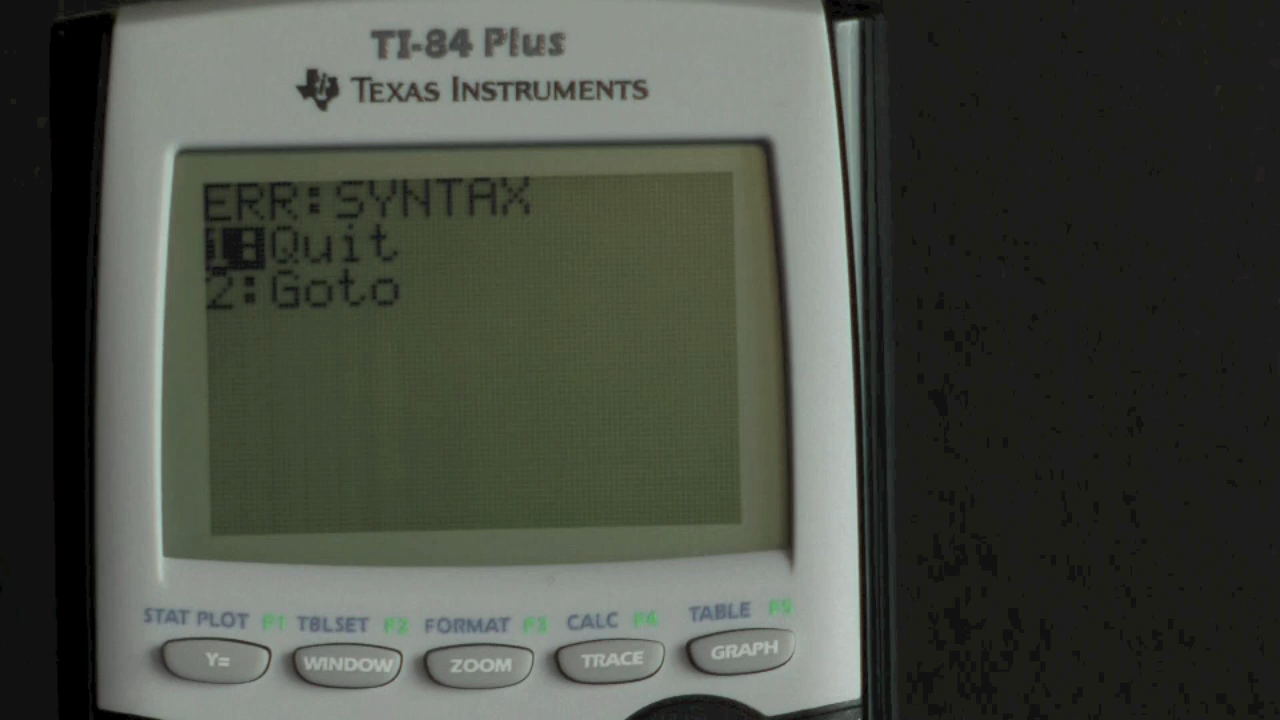 TI-84 Plus
TEXAS INSTRUMENTS
ERR:SYNTAX
1:Quit
2:Goto
STAT PLOT F1 TBLSET F2 FORMAT F3 CALC F4 TABLE F5
Y= WINDOW ZOOM TRACE GRAPH